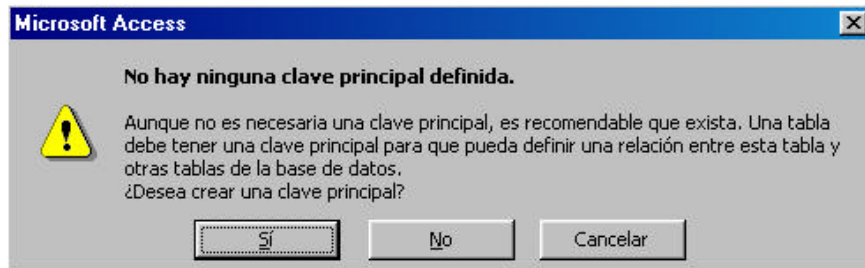 Microsoft Access
No hay ninguna clave principal definida.
Aunque no es necesaria una clave principal, es recomendable que exista. Una tabla
debe tener una clave principal para que pueda definir una relación entre esta tabla y
otras tablas de la base de datos.
¿Desea crear una clave principal?
Sí No Cancelar